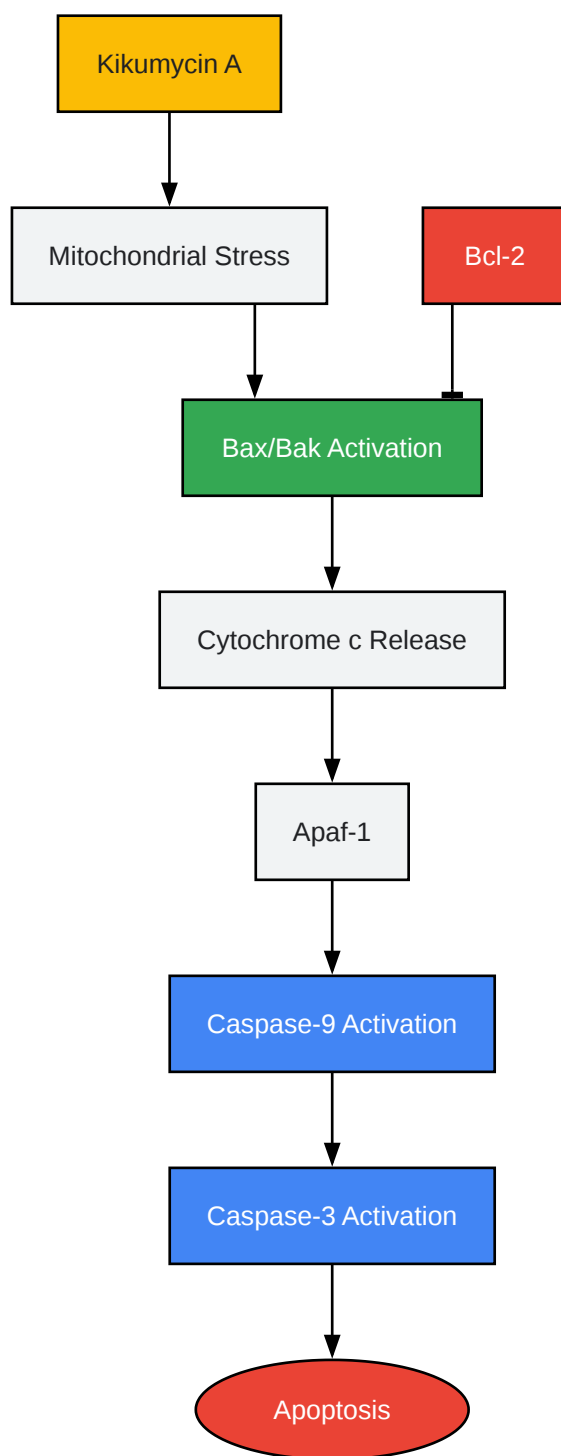 Kikumycin A
Mitochondrial Stress
Bcl-2
Bax/Bak Activation
Cytochrome c Release
Apaf-1
Caspase-9 Activation
Caspase-3 Activation
Apoptosis